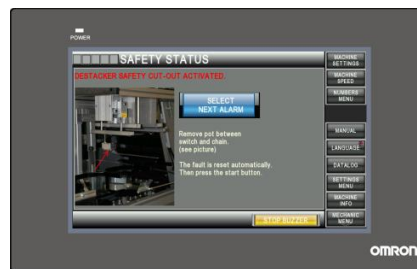 POWER
SAFETY STATUS
DESTACKER SAFETY CUT-OUT ACTIVATED.
SELECT
NEXT ALARM
Remove pot between
switch and chain.
(see picture)
The fault is reset automatically.
Then press the start button.
STOP BUZZER
MACHINE
SETTINGS
MACHINE
SPEED
NUMBERS
MENU
MANUAL
LANGUAGE
DATALOG
SETTINGS
MENU
MACHINE
INFO
MECHANIC
MENU
OMRON